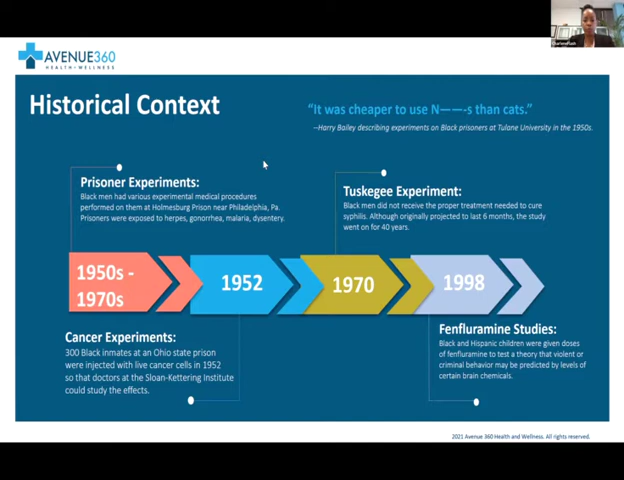 AVENUE360
HEALTH + WELLNESS
Historical Context
“It was cheaper to use N——-s than cats.”
–Harry Bailey describing experiments on Black prisoners at Tulane University in the 1950s.
Prisoner Experiments:
Black men had various experimental medical procedures
performed on them at Holmesburg Prison near Philadelphia, Pa.
Prisoners were exposed to herpes, gonorrhea, malaria, dysentery.
Tuskegee Experiment:
Black men did not receive the proper treatment needed to cure
syphilis. Although originally projected to last 6 months, the study
went on for 40 years.
1950s -
1970s
1952
1970
1998
Cancer Experiments:
300 Black inmates at an Ohio state prison
were injected with live cancer cells in 1952
so that doctors at the Sloan-Kettering Institute
could study the effects.
Fenfluramine Studies:
Black and Hispanic children were given doses
of fenfluramine to test a theory that violent or
criminal behavior may be predicted by levels of
certain brain chemicals.
2021 Avenue 360 Health and Wellness. All rights reserved.